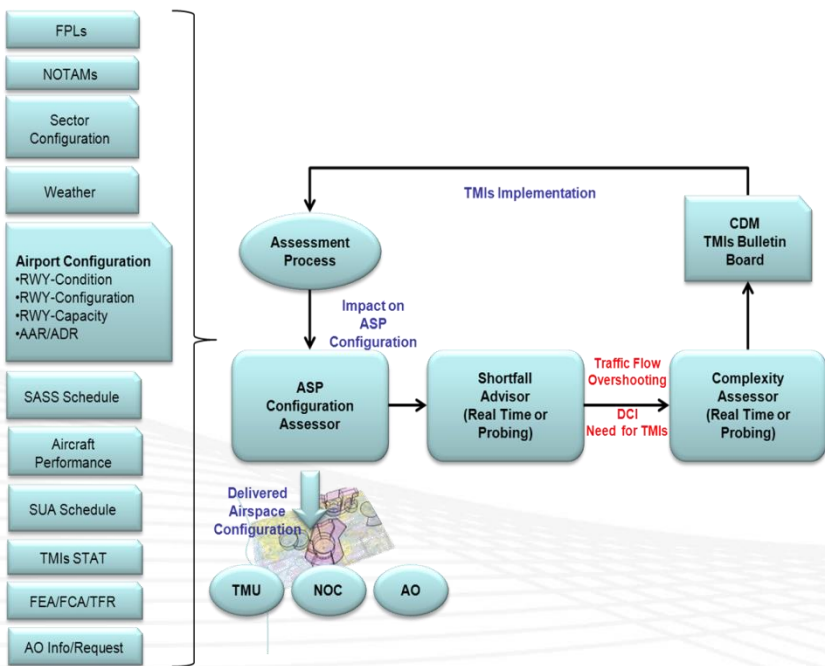 FPLs
NOTAMs
Sector
Configuration
Weather
Airport Configuration
•RWY-Condition
•RWY-Configuration
•RWY-Capacity
•AAR/ADR
SASS Schedule
Aircraft
Performance
SUA Schedule
TMIs STAT
FEA/FCA/TFR
AO Info/Request
TMIs Implementation
Assessment
Process
CDM
TMIs Bulletin
Board
Impact on
ASP
Configuration
ASP
Configuration
Assessor
Shortfall
Advisor
(Real Time or
Probing)
Traffic Flow
Overshooting
DCI
Need for TMIs
Complexity
Assessor
(Real Time or
Probing)
Delivered
Airspace
Configuration
TMU
NOC
AO